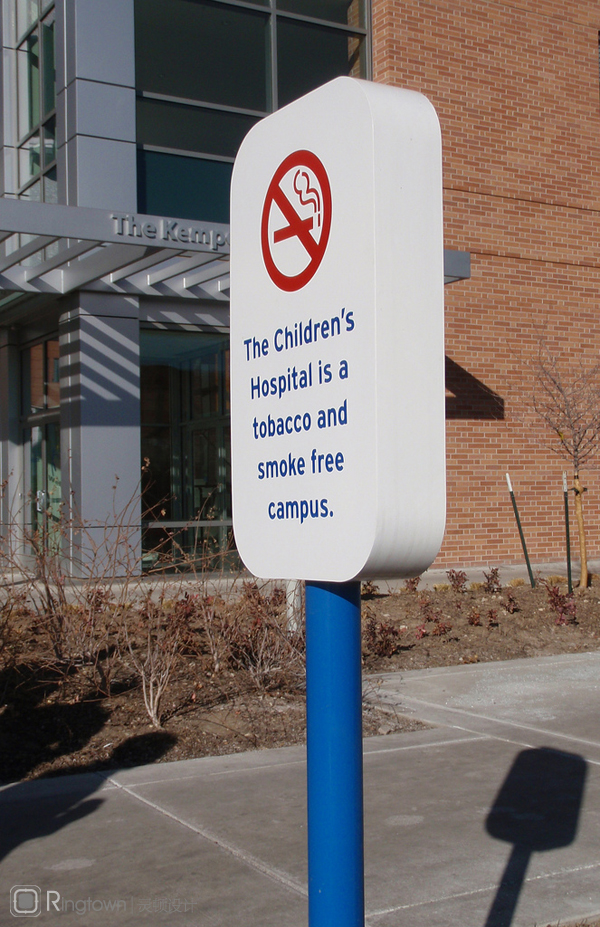 The Kemp
The Children's
Hospital is a
tobacco and
smoke free
campus.
Ringtown